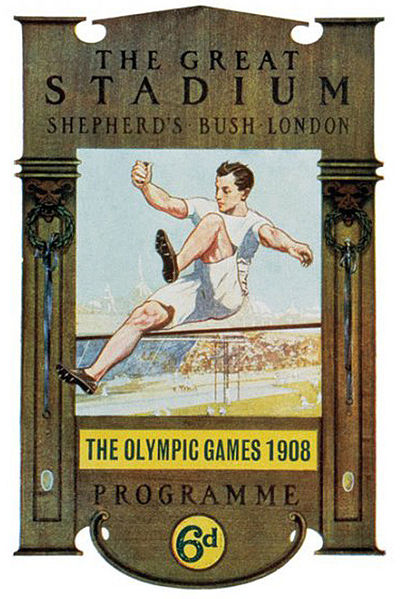 THE GREAT
STADIUM
SHEPHERD'S · BUSH · LONDON
THE OLYMPIC GAMES 1908
PROGRAMME
6d